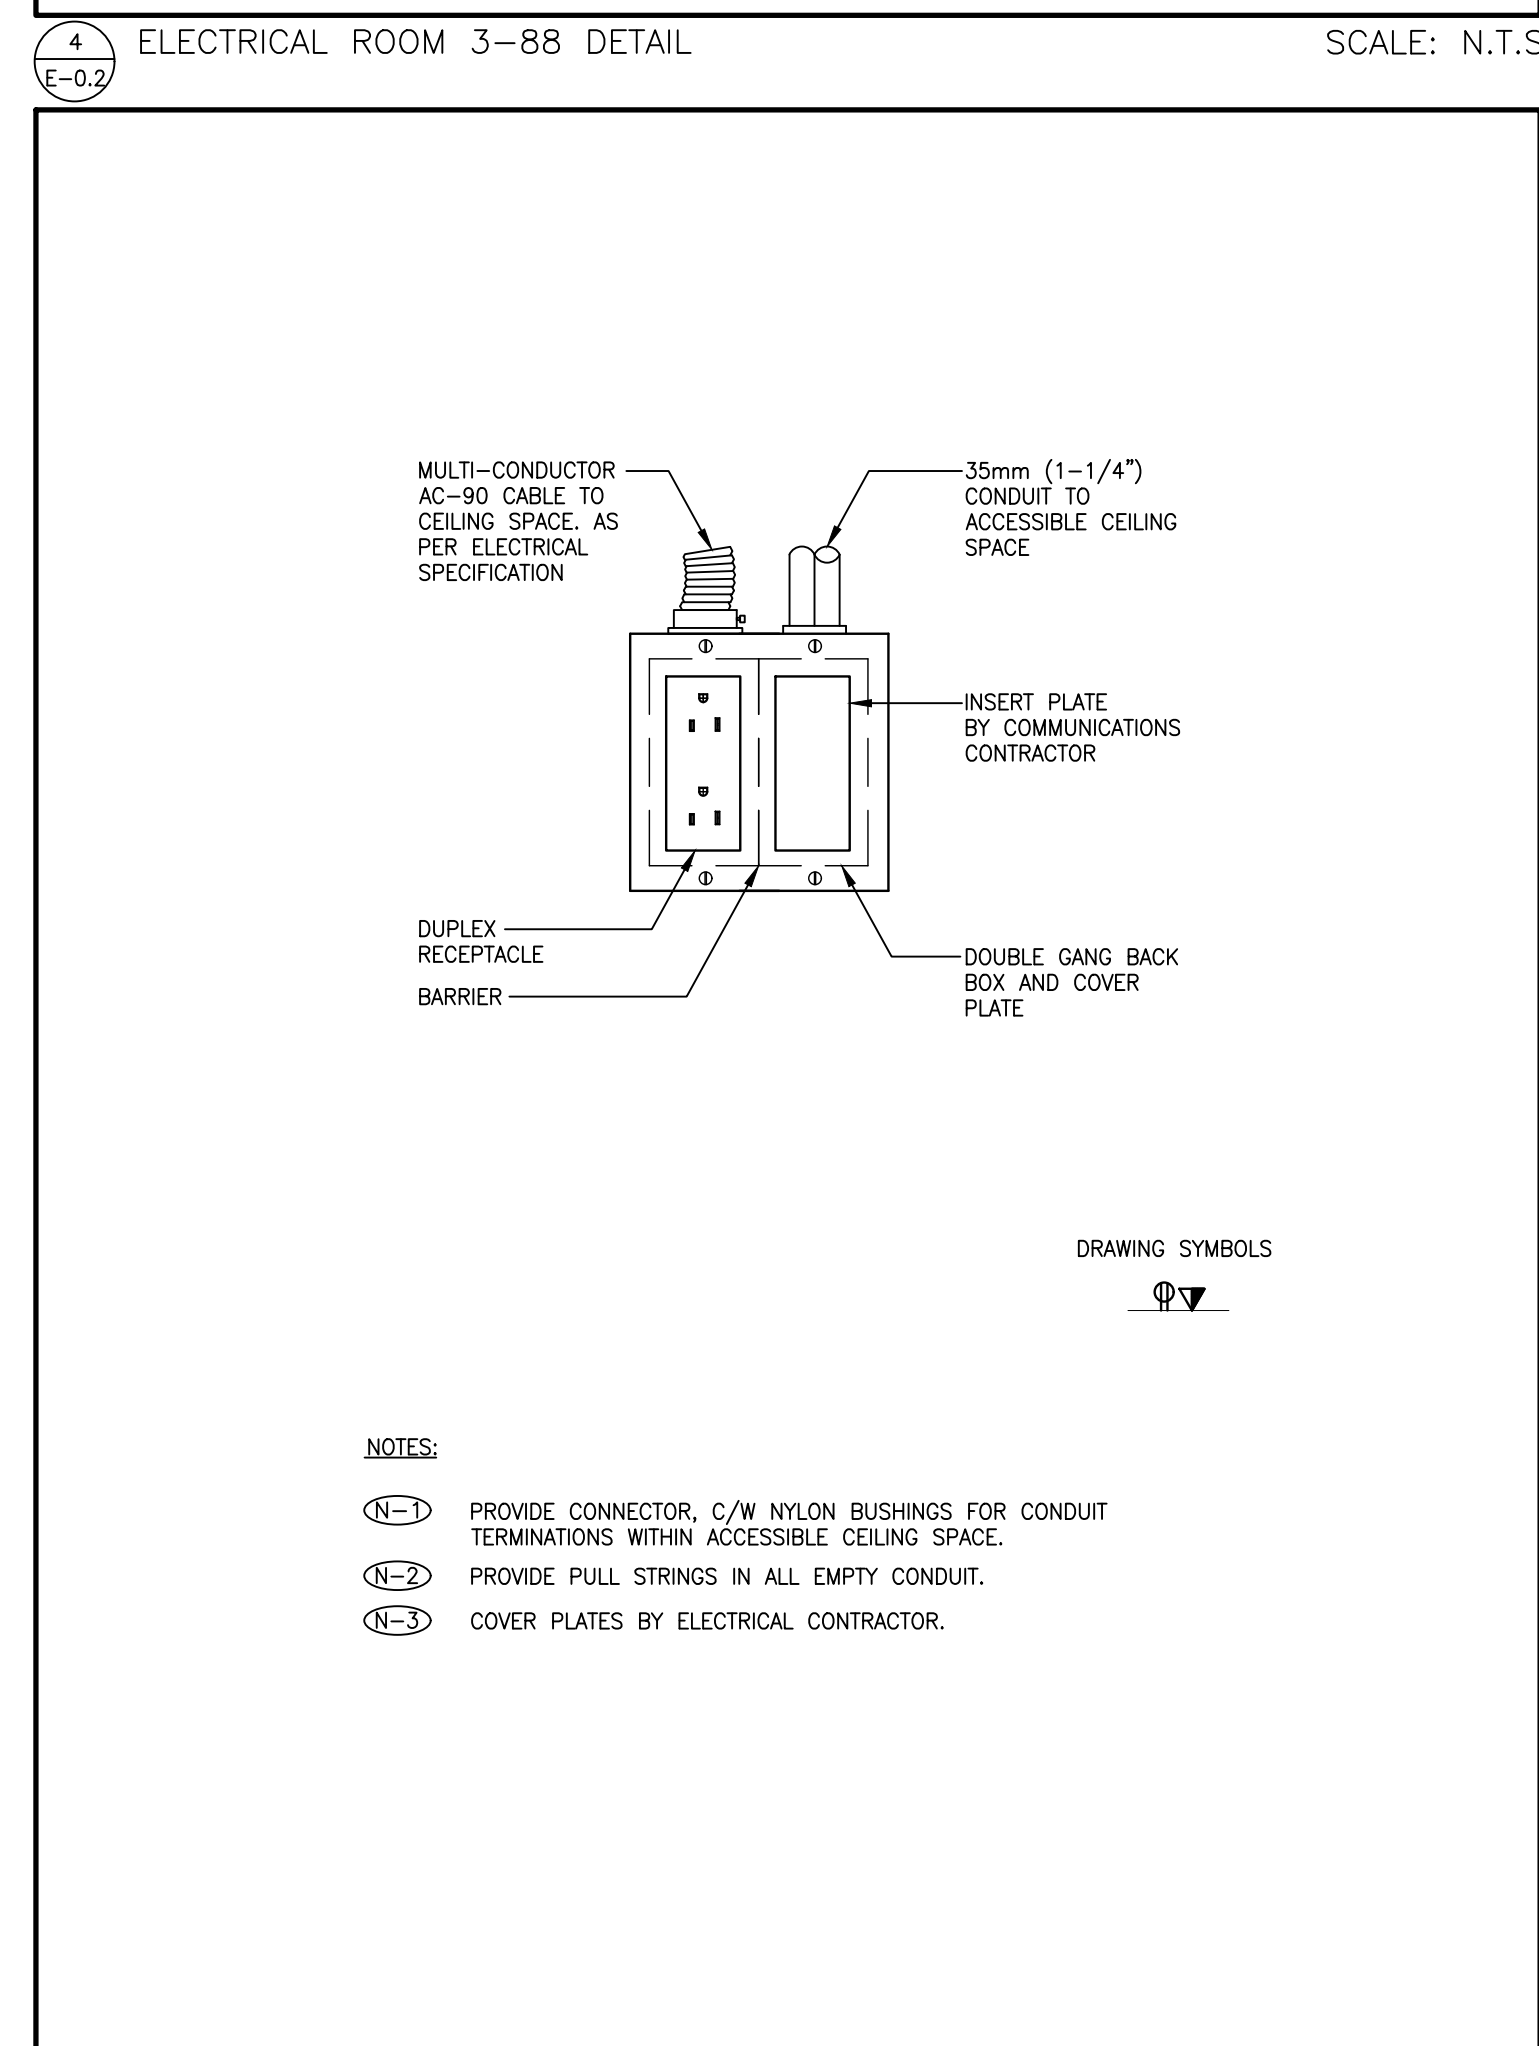 4
E-0.2
ELECTRICAL ROOM 3-88 DETAIL
SCALE: N.T.S
MULTI-CONDUCTOR
AC-90 CABLE TO
CEILING SPACE. AS
PER ELECTRICAL
SPECIFICATION
35mm (1-1/4")
CONDUIT TO
ACCESSIBLE CEILING
SPACE
INSERT PLATE
BY COMMUNICATIONS
CONTRACTOR
DUPLEX
RECEPTACLE
BARRIER
DOUBLE GANG BACK
BOX AND COVER
PLATE
DRAWING SYMBOLS
NOTES:
N-1 PROVIDE CONNECTOR, C/W NYLON BUSHINGS FOR CONDUIT
TERMINATIONS WITHIN ACCESSIBLE CEILING SPACE.
N-2 PROVIDE PULL STRINGS IN ALL EMPTY CONDUIT.
N-3 COVER PLATES BY ELECTRICAL CONTRACTOR.